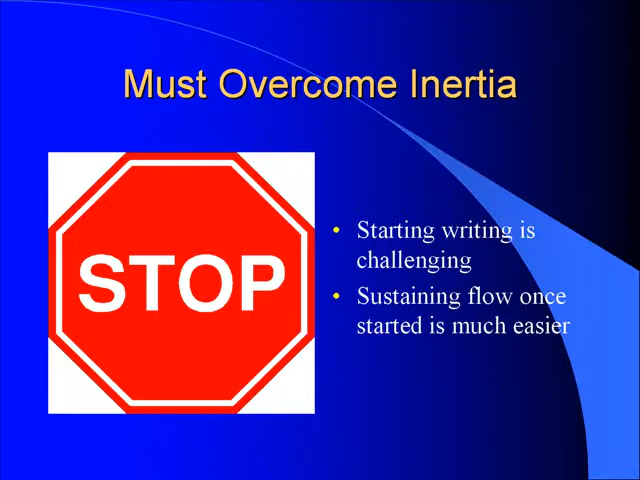 Must Overcome Inertia
STOP
• Starting writing is
challenging
• Sustaining flow once
started is much easier